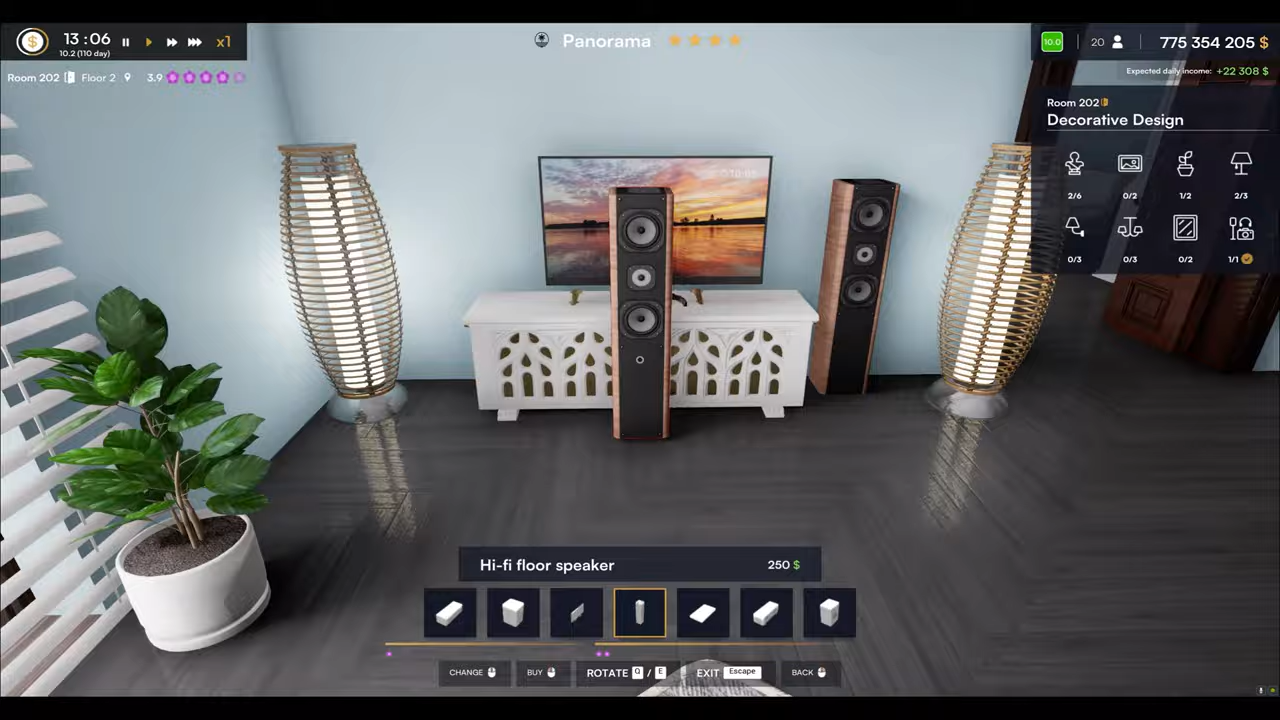 13:06 x1
10.2 (110 day)
Room 202 Floor 2 3.9
Panorama
10.0 20 775 354 205 $
Expected daily income: +22 308 $
Room 202
Decorative Design
2/6 0/2 1/2 2/3
0/3 0/3 0/2 1/1
Hi-fi floor speaker 250 $
CHANGE BUY ROTATE Q / E EXIT Escape BACK